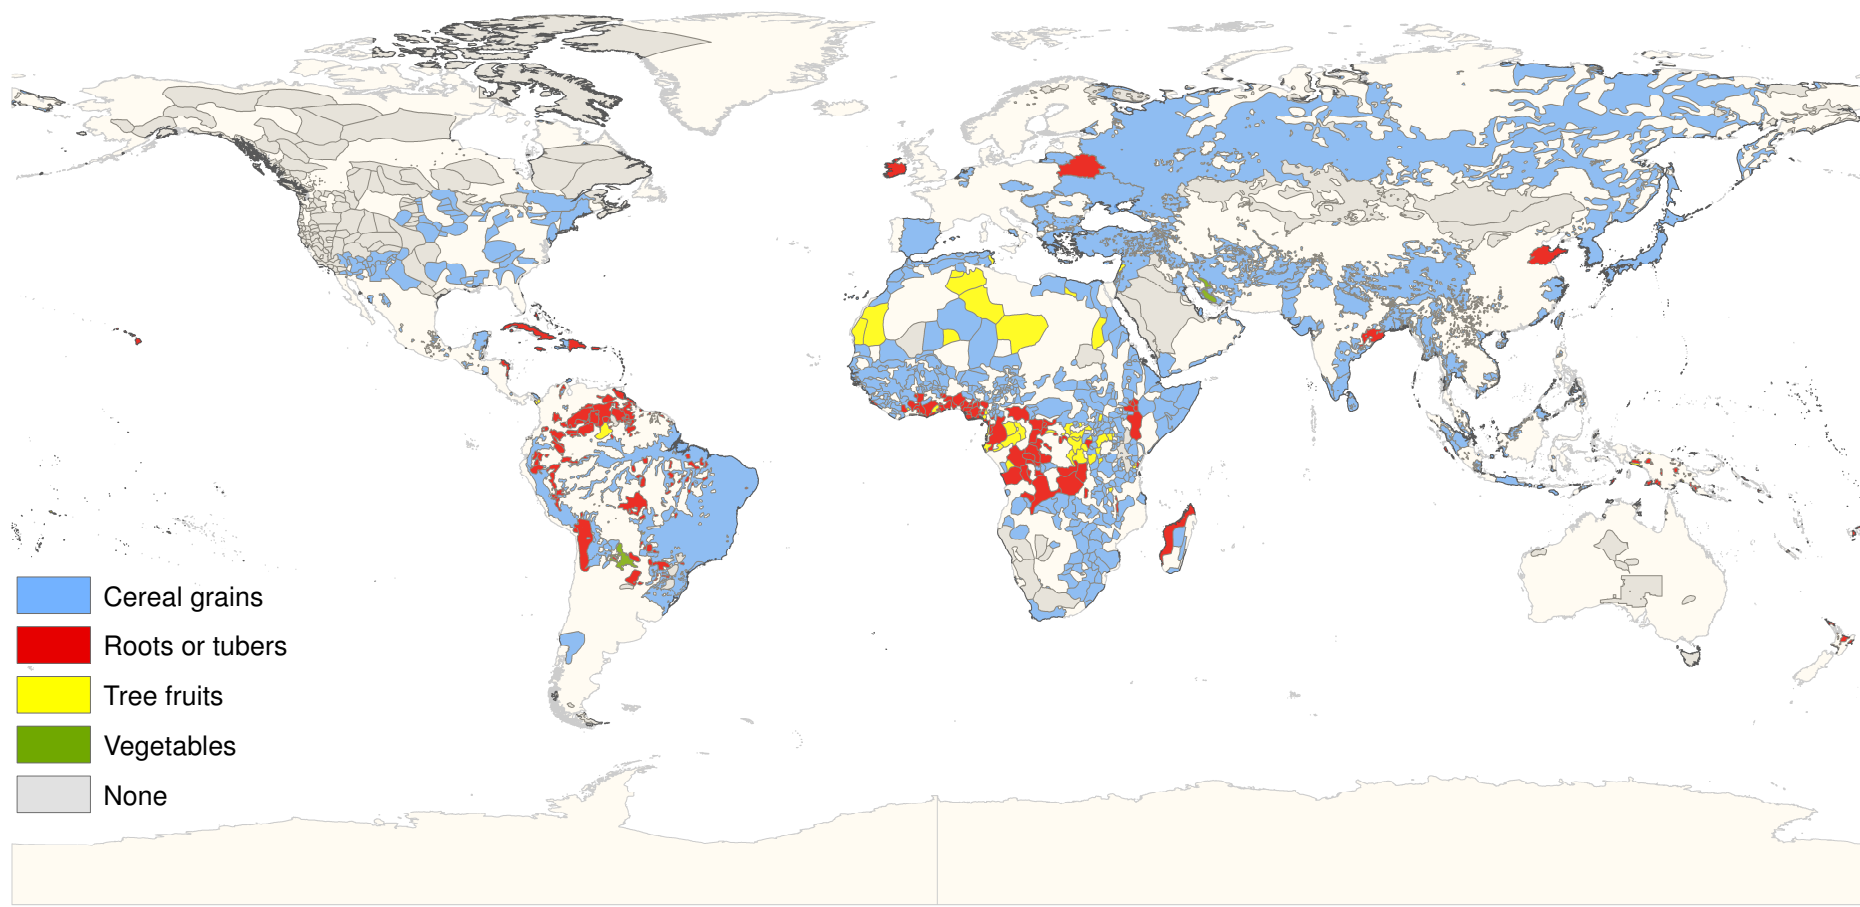 Cereal grains
Roots or tubers
Tree fruits
Vegetables
None